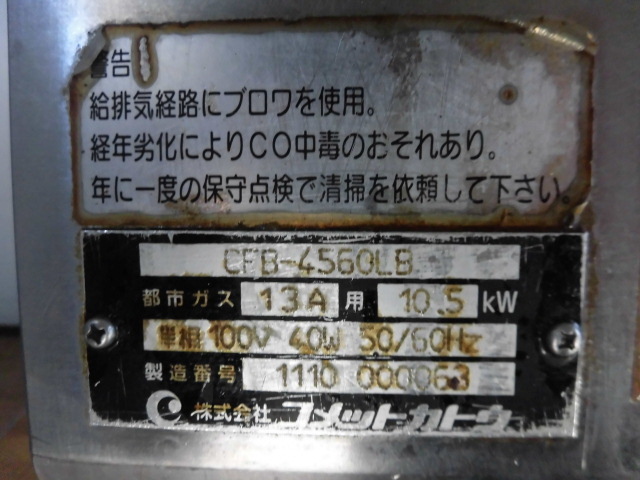 警告
給排気経路にブロワを使用。
経年劣化によりCO中毒のおそれあり。
年に一度の保守点検で清掃を依頼して下さい。
CFB-4560LB
都市ガス 13A 用 10.5 kW
単相 100V 40W 50/60Hz
製造番号 1110 000063
株式会社 コメットカトウ